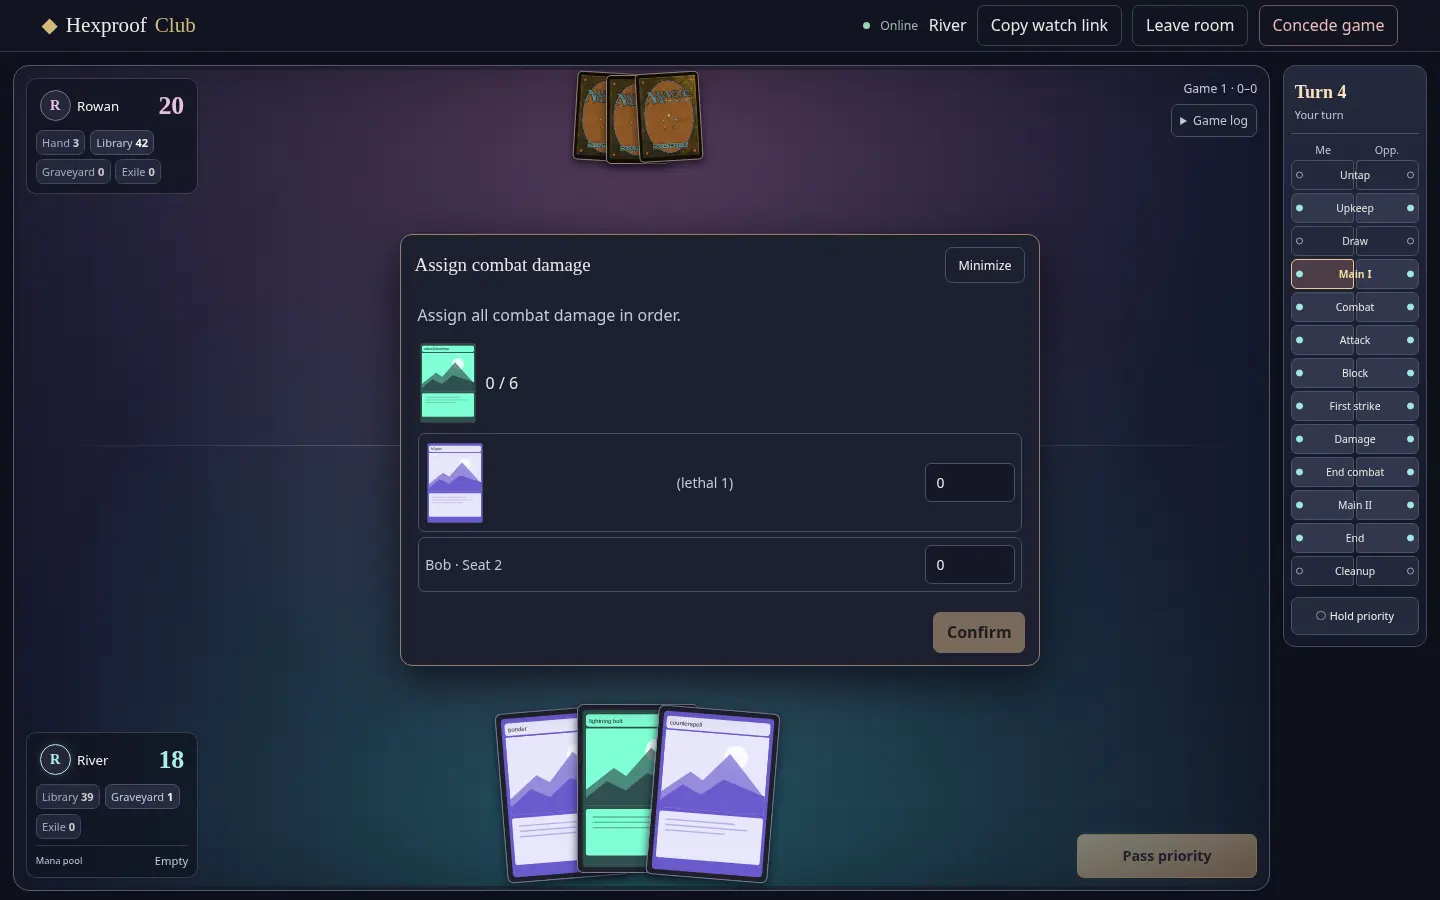 Hexproof Club
Online River Copy watch link Leave room Concede game
R Rowan 20
Hand 3 Library 42
Graveyard 0 Exile 0
Game 1 · 0–0
Game log
Turn 4
Your turn
Me Opp.
Untap
Upkeep
Draw
Main I
Combat
Attack
Block
First strike
Damage
End combat
Main II
End
Cleanup
Hold priority
Assign combat damage
Minimize
Assign all combat damage in order.
0 / 6
(lethal 1)
0
Bob · Seat 2
0
Confirm
ponder
lightning bolt
counterspell
R River 18
Library 39 Graveyard 1
Exile 0
Mana pool Empty
Pass priority